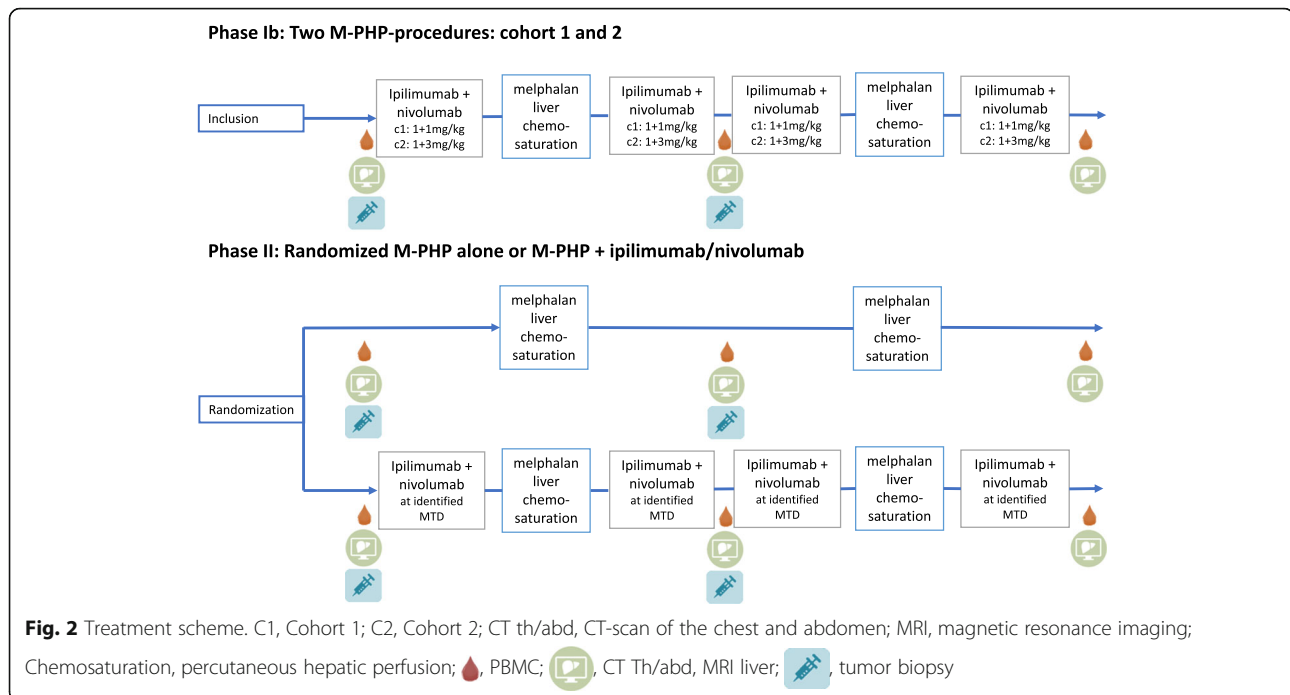 Phase Ib: Two M-PHP-procedures: cohort 1 and 2
Inclusion
Ipilimumab +
nivolumab
c1: 1+1mg/kg
c2: 1+3mg/kg
melphalan
liver
chemo-
saturation
Ipilimumab +
nivolumab
c1: 1+1mg/kg
c2: 1+3mg/kg
Ipilimumab +
nivolumab
c1: 1+1mg/kg
c2: 1+3mg/kg
melphalan
liver
chemo-
saturation
Ipilimumab +
nivolumab
c1: 1+1mg/kg
c2: 1+3mg/kg
Phase II: Randomized M-PHP alone or M-PHP + ipilimumab/nivolumab
Randomization
melphalan
liver
chemo-
saturation
melphalan
liver
chemo-
saturation
Ipilimumab +
nivolumab
at identified
MTD
melphalan
liver
chemo-
saturation
Ipilimumab +
nivolumab
at identified
MTD
Ipilimumab +
nivolumab
at identified
MTD
melphalan
liver
chemo-
saturation
Ipilimumab +
nivolumab
at identified
MTD
Fig. 2 Treatment scheme. C1, Cohort 1; C2, Cohort 2; CT th/abd, CT-scan of the chest and abdomen; MRI, magnetic resonance imaging;
Chemosaturation, percutaneous hepatic perfusion; , PBMC; , CT Th/abd, MRI liver; , tumor biopsy